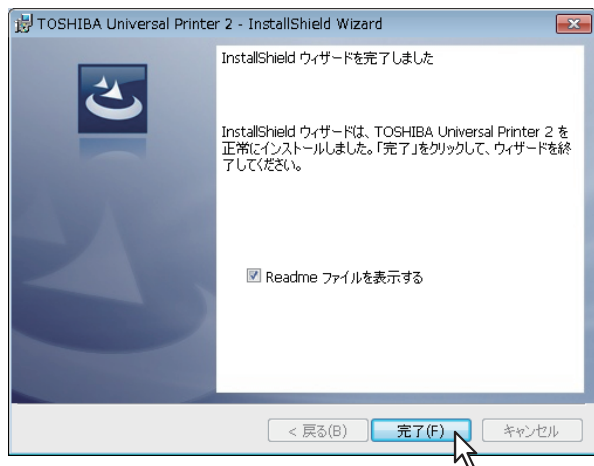 TOSHIBA Universal Printer 2 - InstallShield Wizard
InstallShield ウィザードを完了しました
InstallShield ウィザードは、TOSHIBA Universal Printer 2 を
正常にインストールしました。「完了」をクリックして、ウィザードを終
了してください。
Readme ファイルを表示する
< 戻る(B) 完了(F) キャンセル